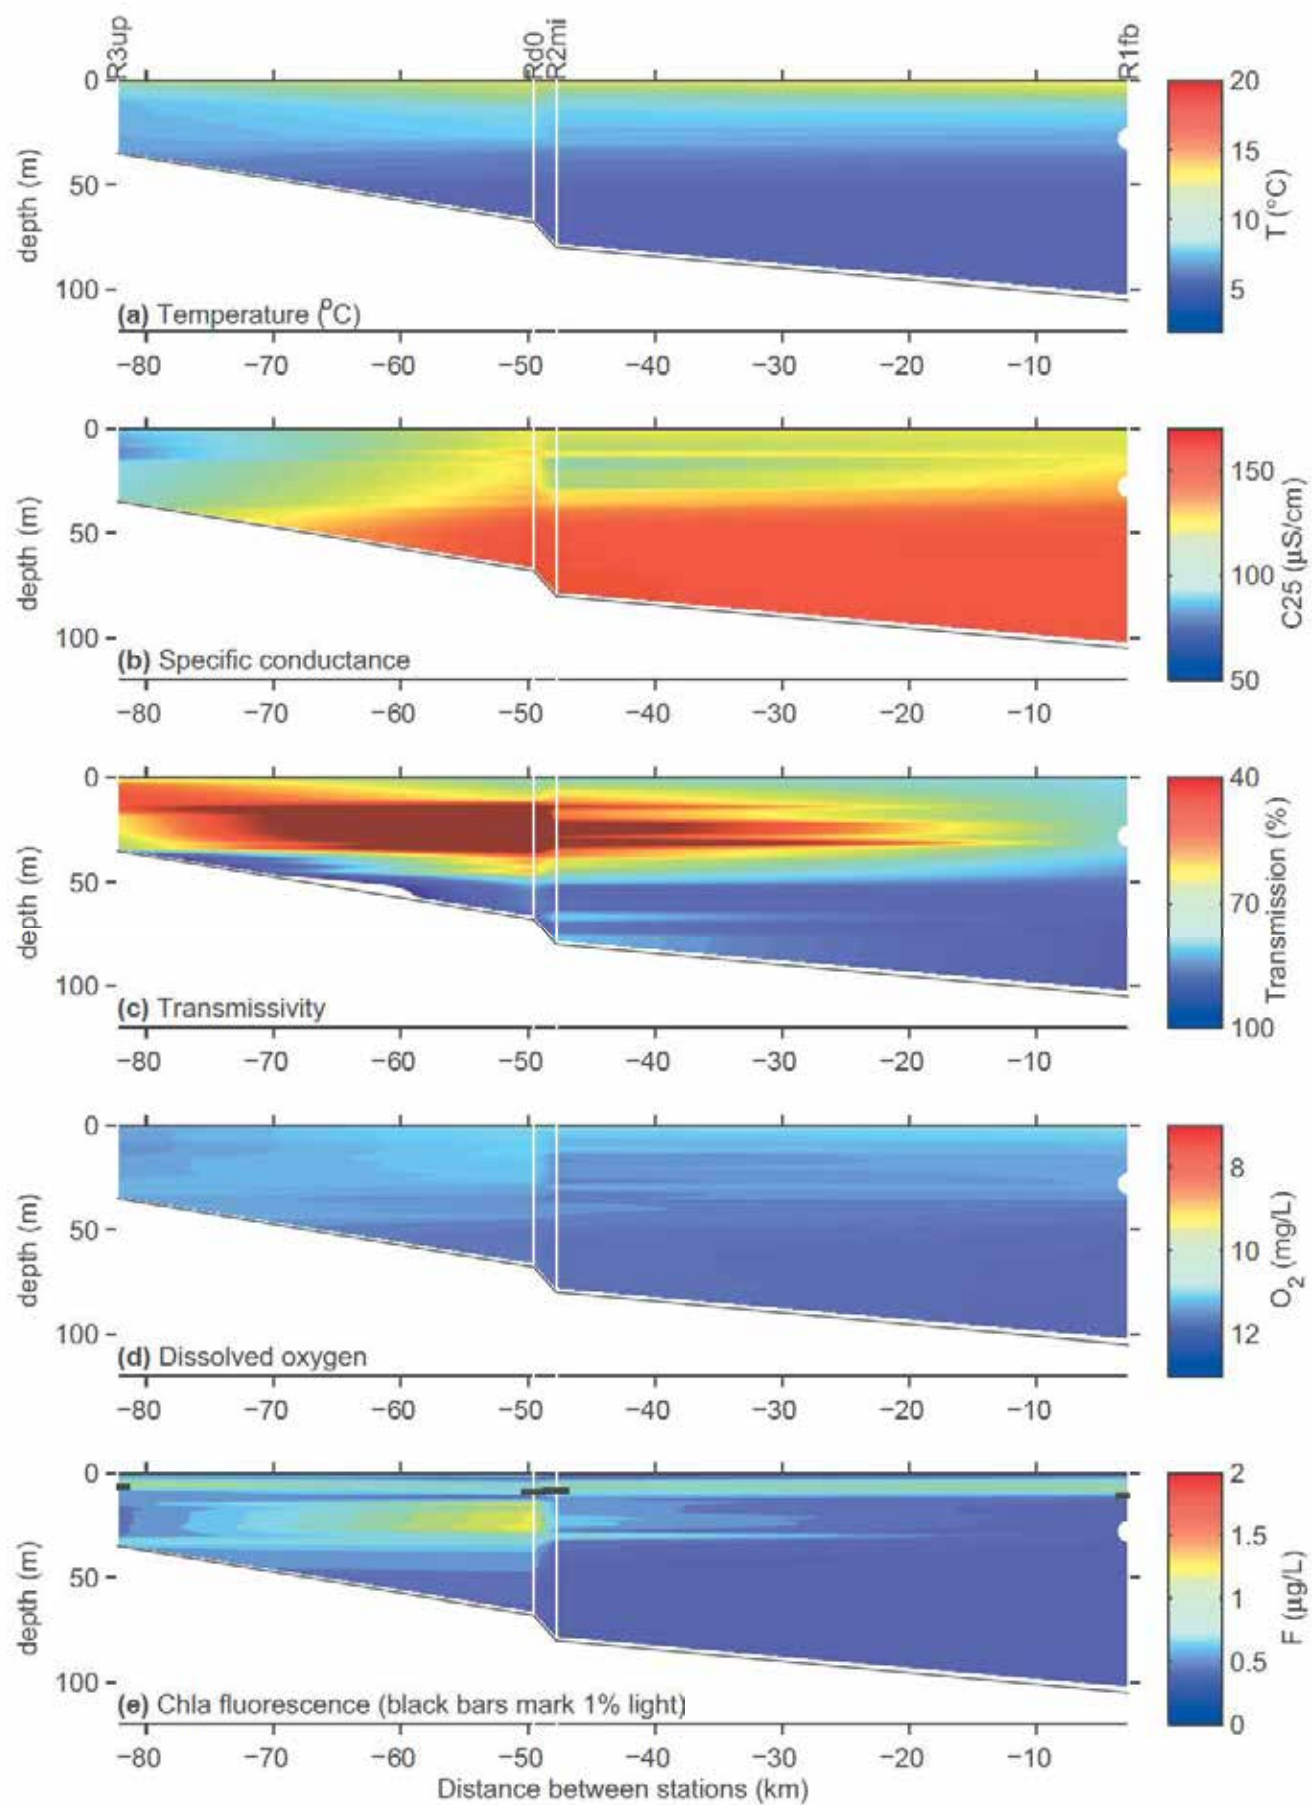 R3up Rd0 R2mi R1fb
0
50
100
depth (m)
(a) Temperature (°C)
−80 −70 −60 −50 −40 −30 −20 −10
20
15
10
5
T (°C)
0
50
100
depth (m)
(b) Specific conductance
−80 −70 −60 −50 −40 −30 −20 −10
150
100
50
C25 (μS/cm)
0
50
100
depth (m)
(c) Transmissivity
−80 −70 −60 −50 −40 −30 −20 −10
40
70
100
Transmission (%)
0
50
100
depth (m)
(d) Dissolved oxygen
−80 −70 −60 −50 −40 −30 −20 −10
8
10
12
O2 (mg/L)
0
50
100
depth (m)
(e) Chla fluorescence (black bars mark 1% light)
−80 −70 −60 −50 −40 −30 −20 −10
2
1.5
1
0.5
0
F (μg/L)
Distance between stations (km)